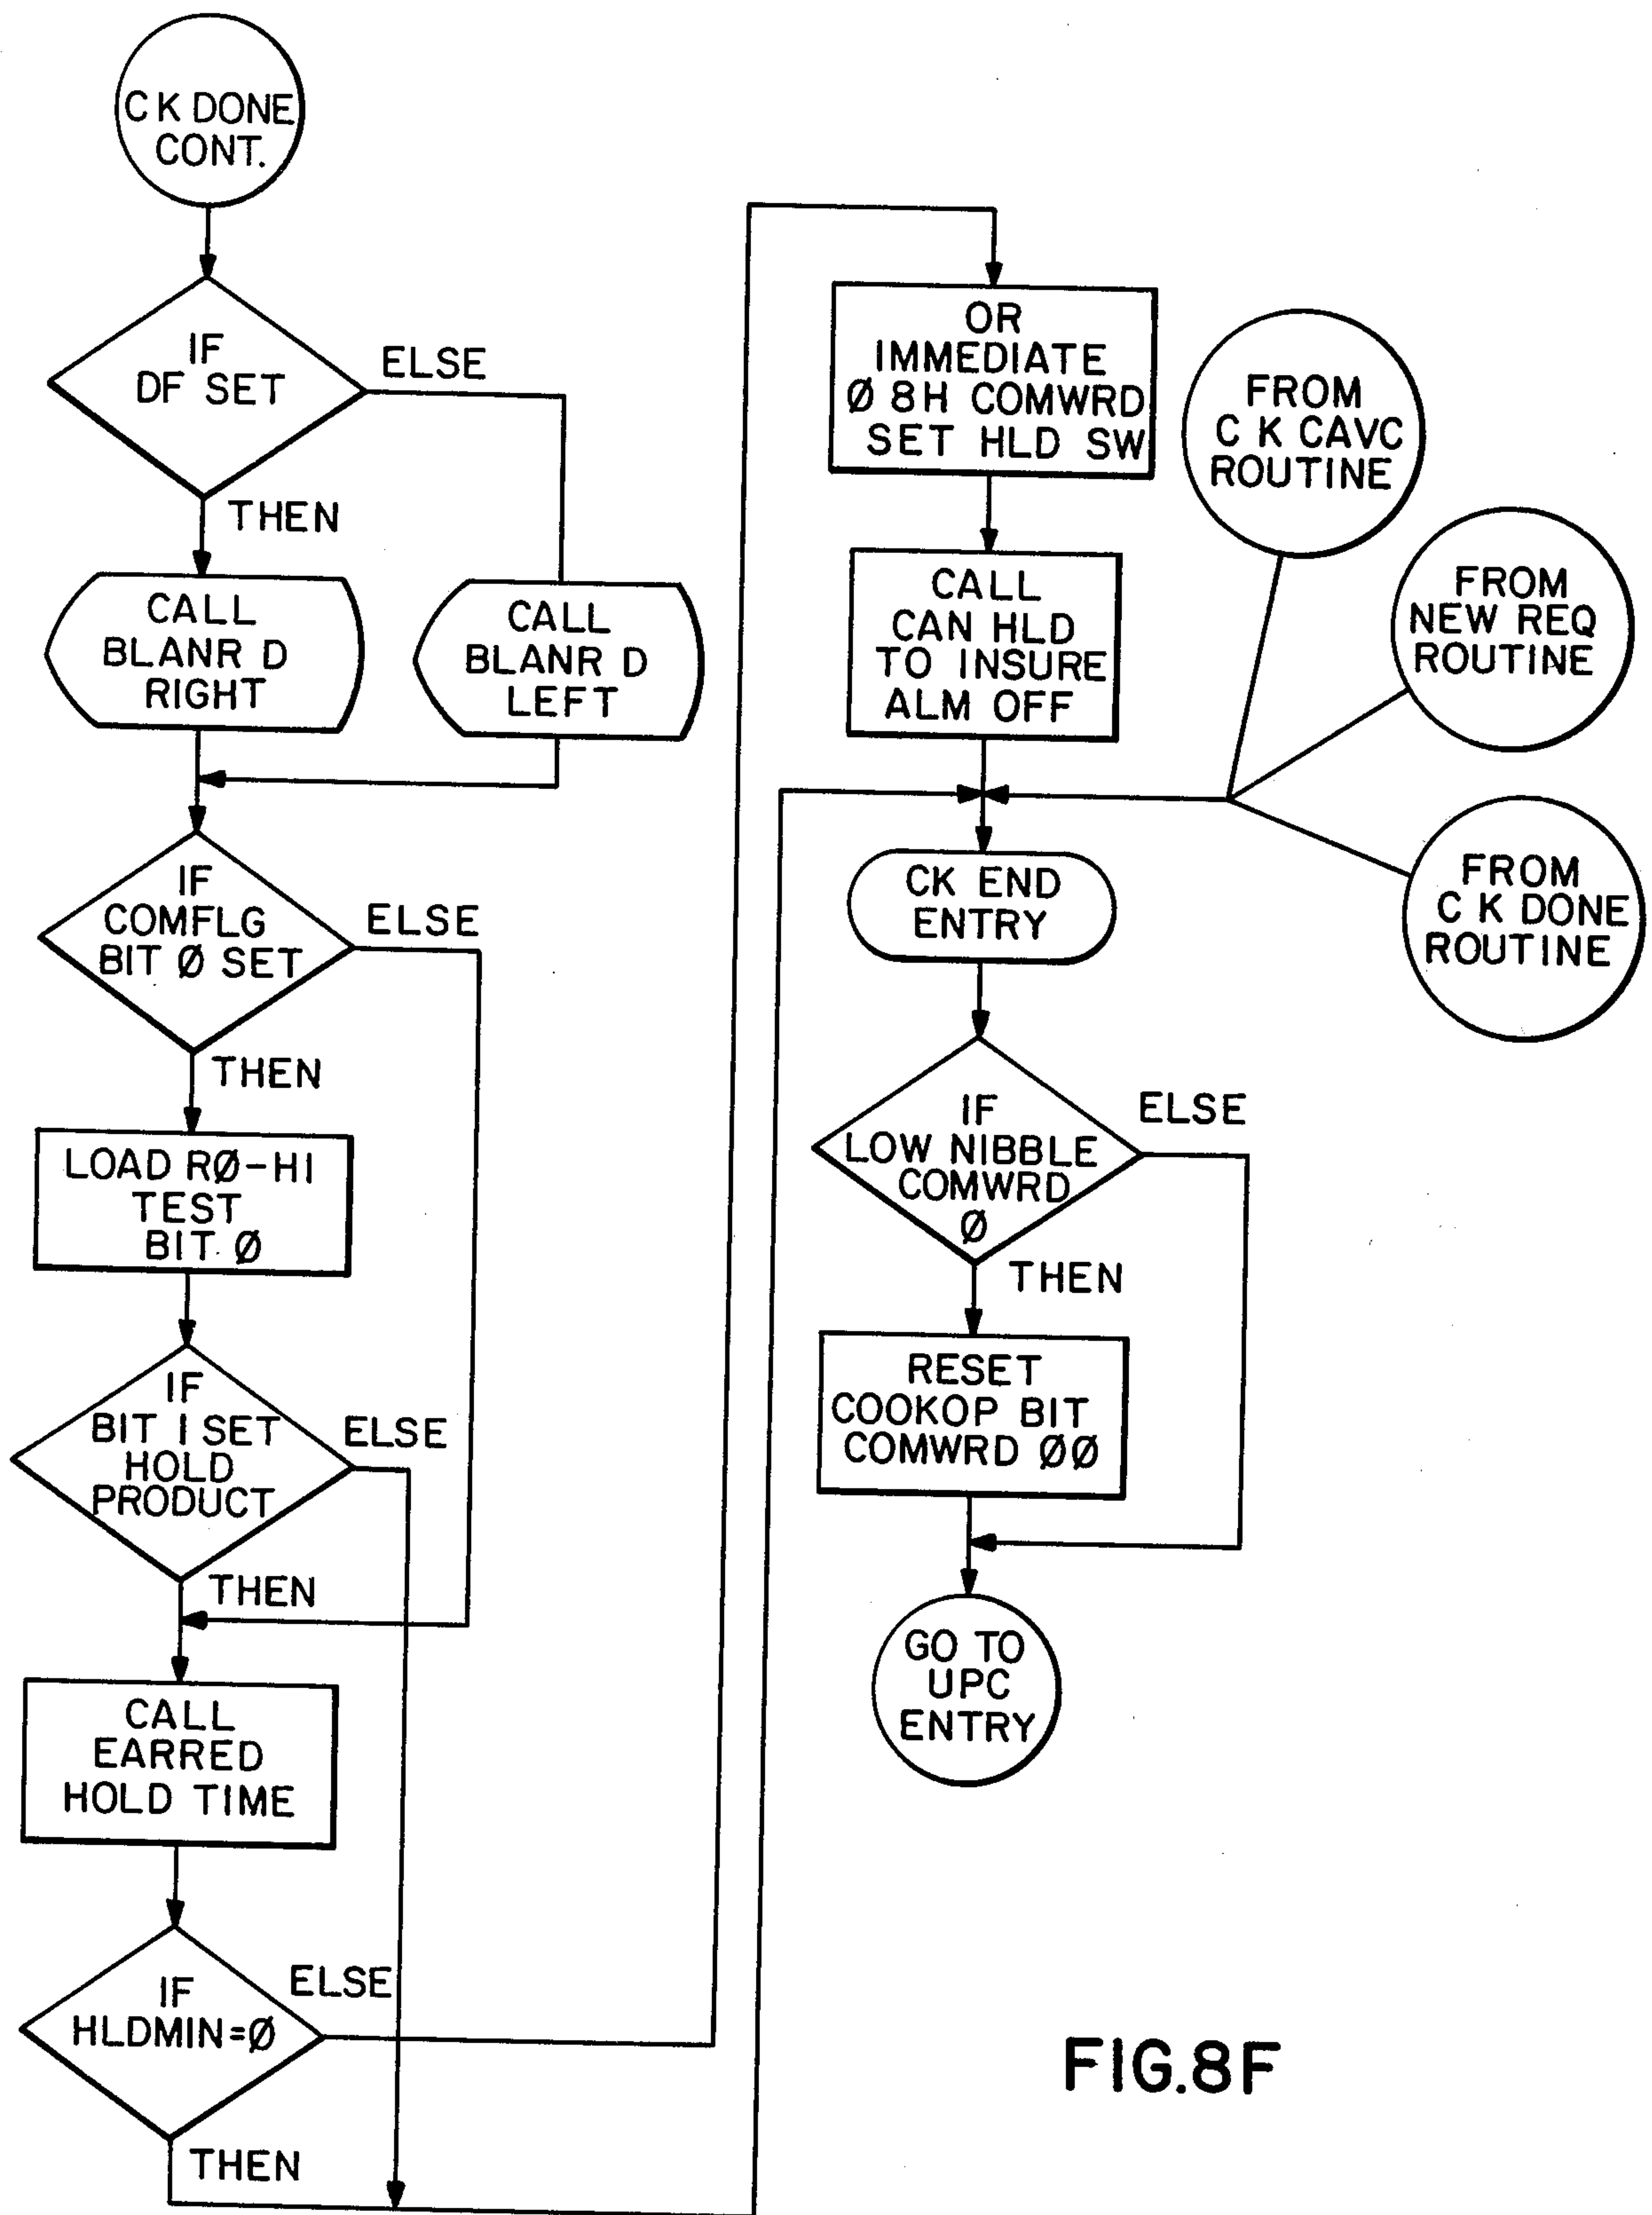 CK DONE
CONT.
IF
DF SET
ELSE
THEN
CALL
BLANR D
RIGHT
CALL
BLANR D
LEFT
IF
COMFLG
BIT Ø SET
ELSE
THEN
LOAD RØ-HI
TEST
BIT Ø
IF
BIT 1 SET
HOLD
PRODUCT
ELSE
THEN
CALL
EARRED
HOLD TIME
IF
HLDMIN=Ø
ELSE
THEN
OR
IMMEDIATE
Ø 8H COMWRD
SET HLD SW
CALL
CAN HLD
TO INSURE
ALM OFF
FROM
CK CAVC
ROUTINE
FROM
NEW REQ
ROUTINE
FROM
CK DONE
ROUTINE
CK END
ENTRY
IF
LOW NIBBLE
COMWRD
Ø
ELSE
THEN
RESET
COOKOP BIT
COMWRD ØØ
GO TO
UPC
ENTRY
FIG.8F